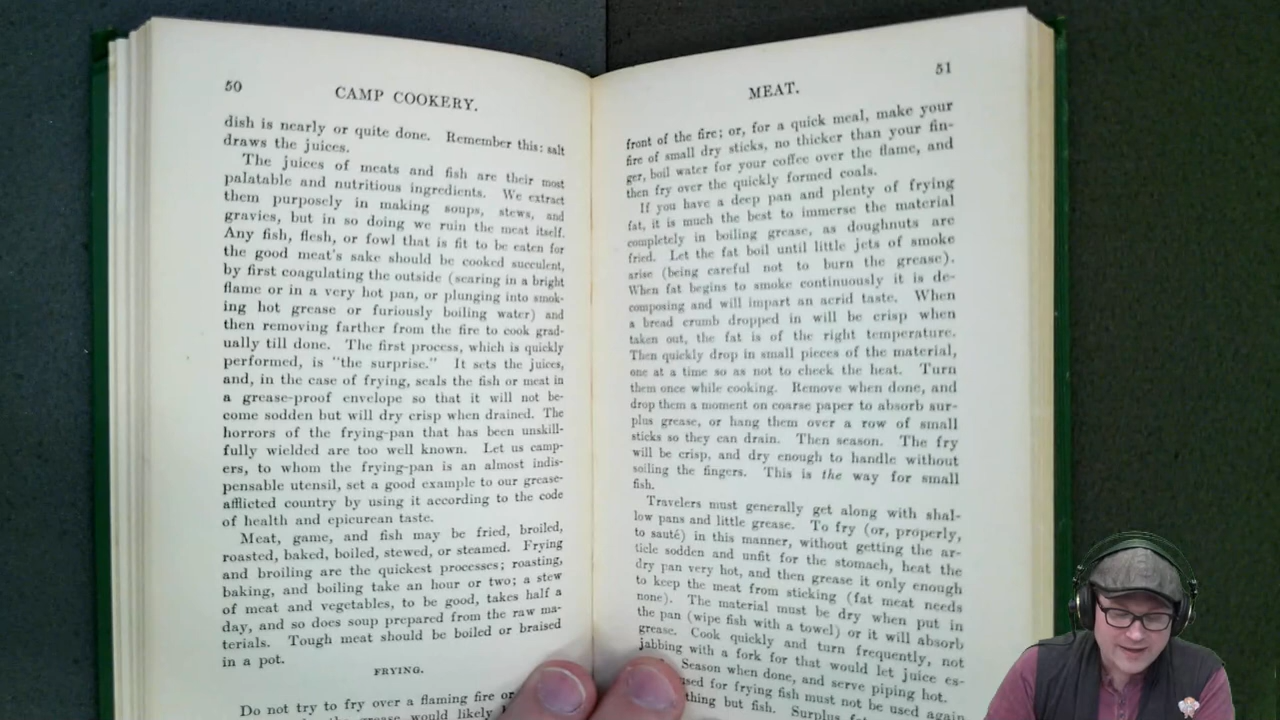 50
CAMP COOKERY.
dish is nearly or quite done. Remember this: salt
draws the juices.
The juices of meats and fish are their most
palatable and nutritious ingredients. We extract
them purposely in making soups, stews, and
gravies, but in so doing we ruin the meat itself.
Any fish, flesh, or fowl that is fit to be eaten for
the good meat's sake should be cooked succulent,
by first coagulating the outside (searing in a bright
flame or in a very hot pan, or plunging into smok-
ing hot grease or furiously boiling water) and
then removing farther from the fire to cook grad-
ually till done. The first process, which is quickly
performed, is "the surprise." It sets the juices,
and, in the case of frying, seals the fish or meat in
a grease-proof envelope so that it will not be-
come sodden but will dry crisp when drained. The
horrors of the frying-pan that has been unskill-
fully wielded are too well known. Let us camp-
ers, to whom the frying-pan is an almost indis-
pensable utensil, set a good example to our grease-
afflicted country by using it according to the code
of health and epicurean taste.
Meat, game, and fish may be fried, broiled,
roasted, baked, boiled, stewed, or steamed. Frying
and broiling are the quickest processes; roasting,
baking, and boiling take an hour or two; a stew
of meat and vegetables, to be good, takes half a
day, and so does soup prepared from the raw ma-
terials. Tough meat should be boiled or braised
in a pot.
FRYING.
Do not try to fry over a flaming fire or
grease would likely
51
MEAT.
front of the fire; or, for a quick meal, make your
fire of small dry sticks, no thicker than your fin-
ger, boil water for your coffee over the flame, and
then fry over the quickly formed coals.
If you have a deep pan and plenty of frying
fat, it is much the best to immerse the material
completely in boiling grease, as doughnuts are
fried. Let the fat boil until little jets of smoke
arise (being careful not to burn the grease).
When fat begins to smoke continuously it is de-
composing and will impart an acrid taste. When
a bread crumb dropped in will be crisp when
taken out, the fat is of the right temperature.
Then quickly drop in small pieces of the material,
one at a time so as not to check the heat. Turn
them once while cooking. Remove when done, and
drop them a moment on coarse paper to absorb sur-
plus grease, or hang them over a row of small
sticks so they can drain. Then season. The fry
will be crisp, and dry enough to handle without
soiling the fingers. This is the way for small
fish.
Travelers must generally get along with shal-
low pans and little grease. To fry (or, properly,
to sauté) in this manner, without getting the ar-
ticle sodden and unfit for the stomach, heat the
dry pan very hot, and then grease it only enough
to keep the meat from sticking (fat meat needs
none). The material must be dry when put in
the pan (wipe fish with a towel) or it will absorb
grease. Cook quickly and turn frequently, not
jabbing with a fork for that would let juice es-
Season when done, and serve piping hot.
used for frying fish must not be used again
thing but fish. Surplus